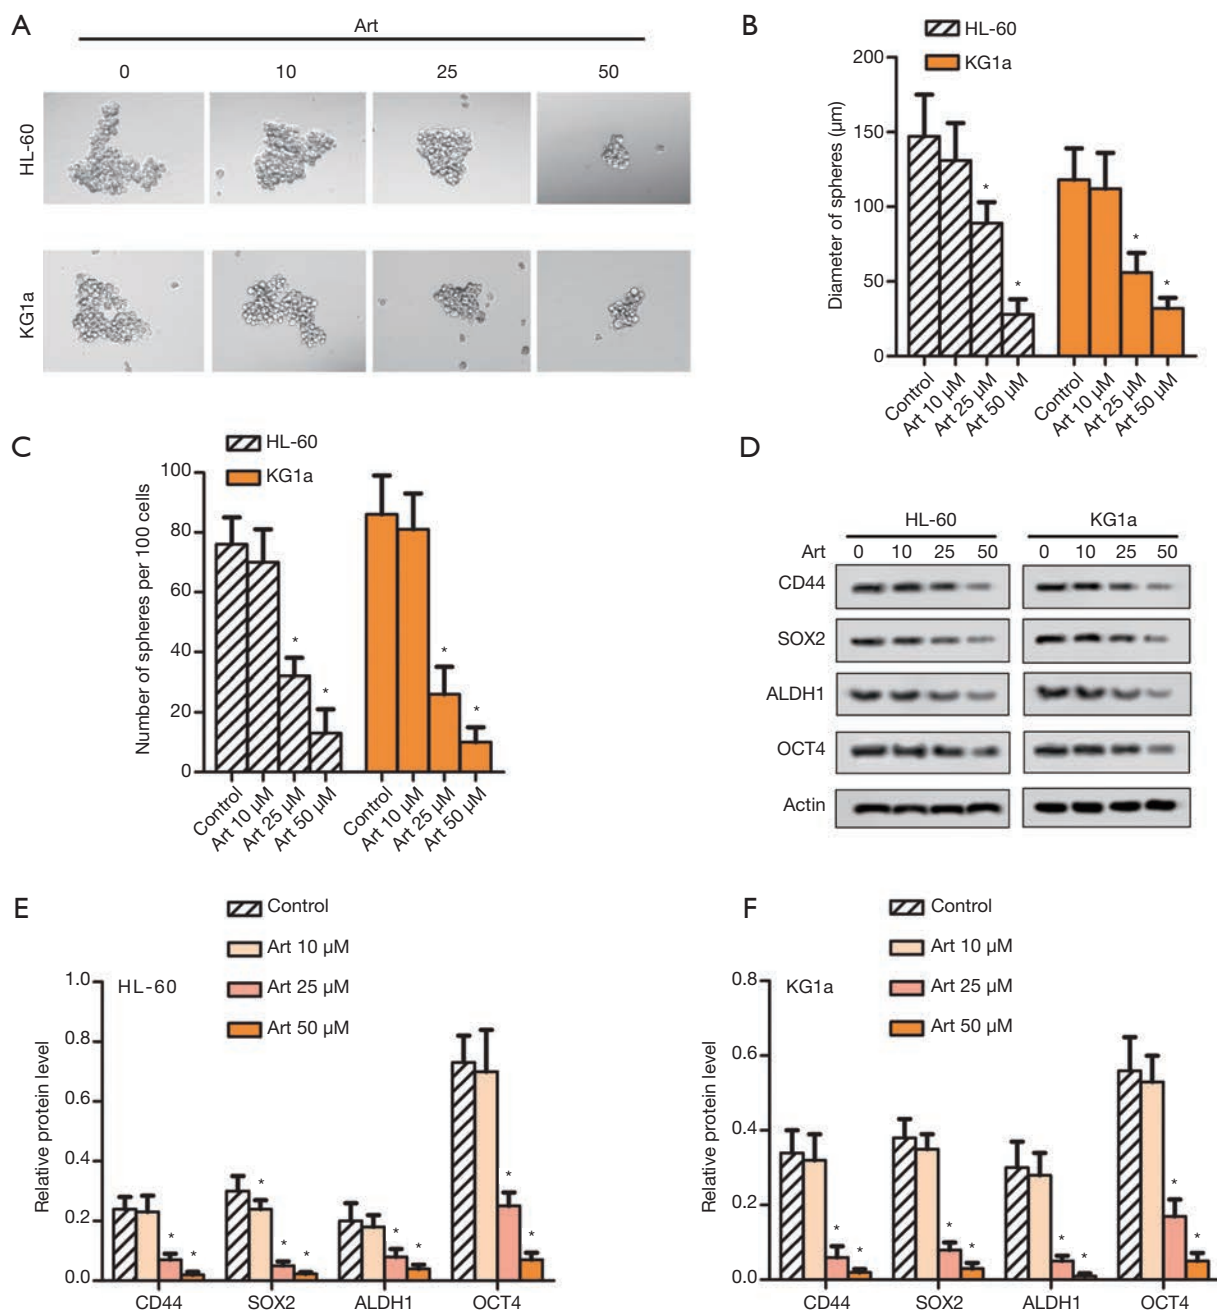 A
Art
0 10 25 50
HL-60
KG1a
B
HL-60
KG1a
Diameter of spheres (µm)
200
150
100
50
0
* * * *
Control Art 10 µM Art 25 µM Art 50 µM Control Art 10 µM Art 25 µM Art 50 µM
C
HL-60
KG1a
Number of spheres per 100 cells
100
80
60
40
20
0
* * * *
Control Art 10 µM Art 25 µM Art 50 µM Control Art 10 µM Art 25 µM Art 50 µM
D
HL-60 KG1a
Art 0 10 25 50 0 10 25 50
CD44
SOX2
ALDH1
OCT4
Actin
E
Control
Art 10 µM
Art 25 µM
Art 50 µM
HL-60
Relative protein level
1.0
0.8
0.6
0.4
0.2
0.0
* * * * * * * * *
CD44 SOX2 ALDH1 OCT4
F
Control
Art 10 µM
Art 25 µM
Art 50 µM
KG1a
Relative protein level
0.8
0.6
0.4
0.2
0.0
* * * * * * * *
CD44 SOX2 ALDH1 OCT4